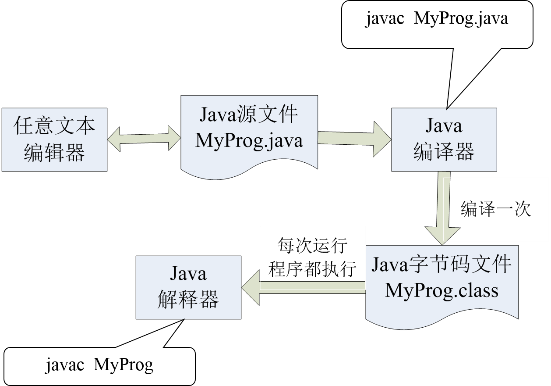 javac MyProg.java
任意文本
编辑器
Java源文件
MyProg.java
Java
编译器
编译一次
每次运行
程序都执行
Java字节码文件
MyProg.class
Java
解释器
javac MyProg